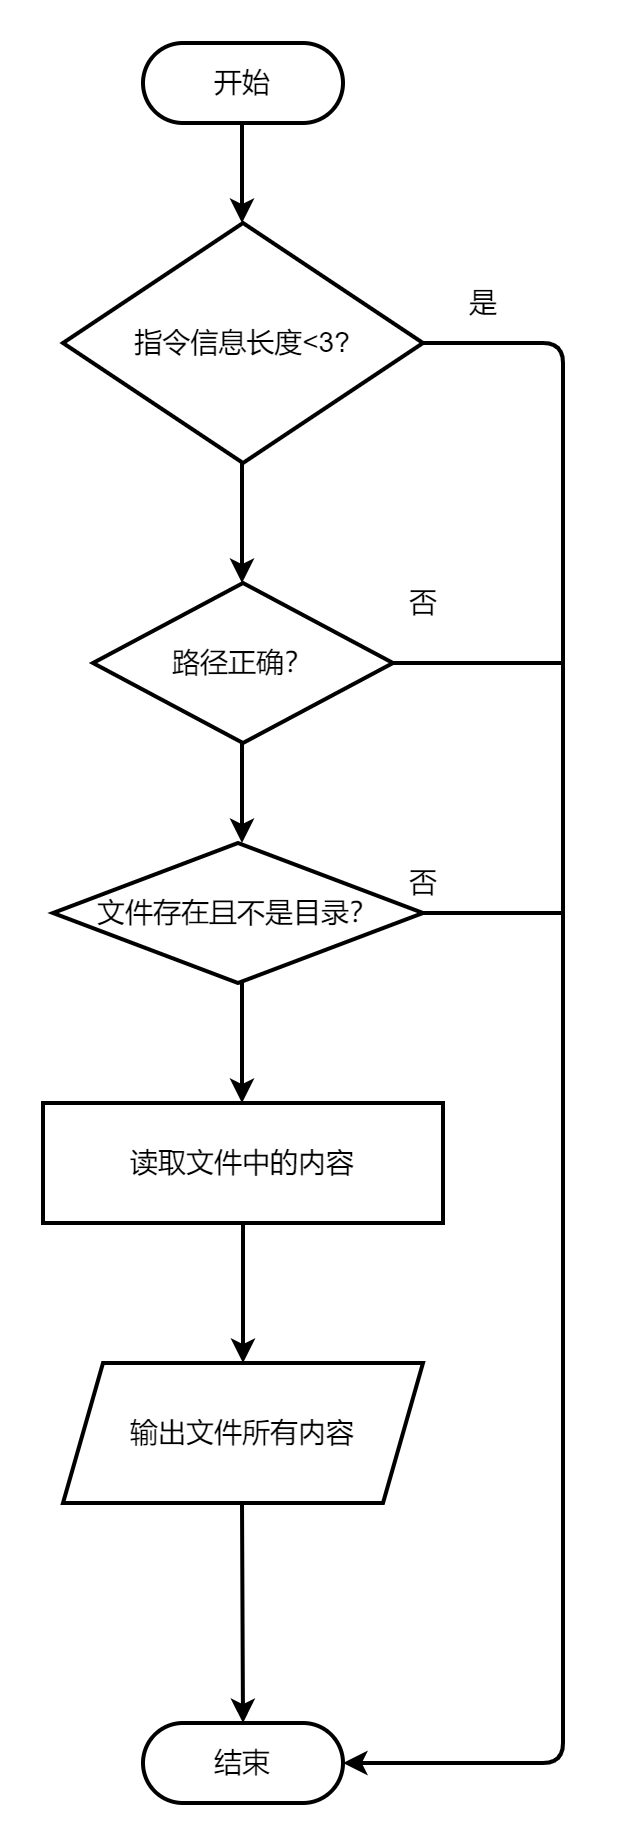 开始
是
指令信息长度<3?
否
路径正确?
否
文件存在且不是目录?
读取文件中的内容
输出文件所有内容
结束